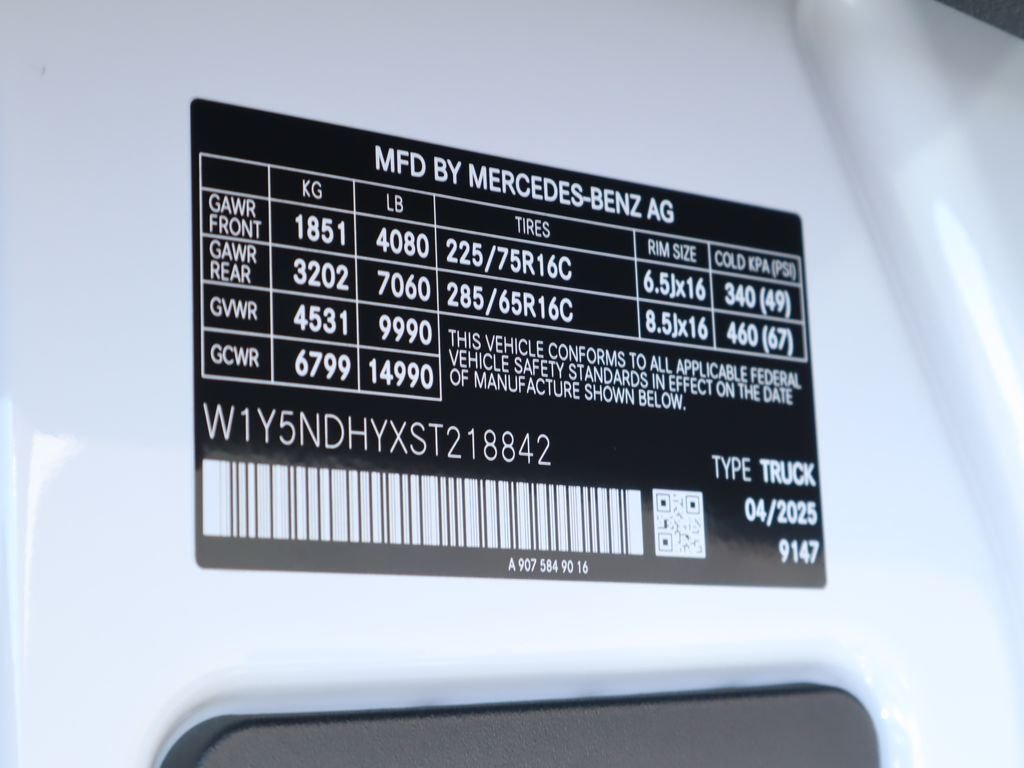 MFD BY MERCEDES-BENZ AG
KG LB TIRES RIM SIZE COLD KPA (PSI)
GAWR FRONT 1851 4080 225/75R16C 6.5Jx16 340 (49)
GAWR REAR 3202 7060 285/65R16C 8.5Jx16 460 (67)
GVWR 4531 9990
GCWR 6799 14990
THIS VEHICLE CONFORMS TO ALL APPLICABLE FEDERAL
VEHICLE SAFETY STANDARDS IN EFFECT ON THE DATE
OF MANUFACTURE SHOWN BELOW.
W1Y5NDHYXST218842
TYPE TRUCK
04/2025
9147
A 907 584 90 16